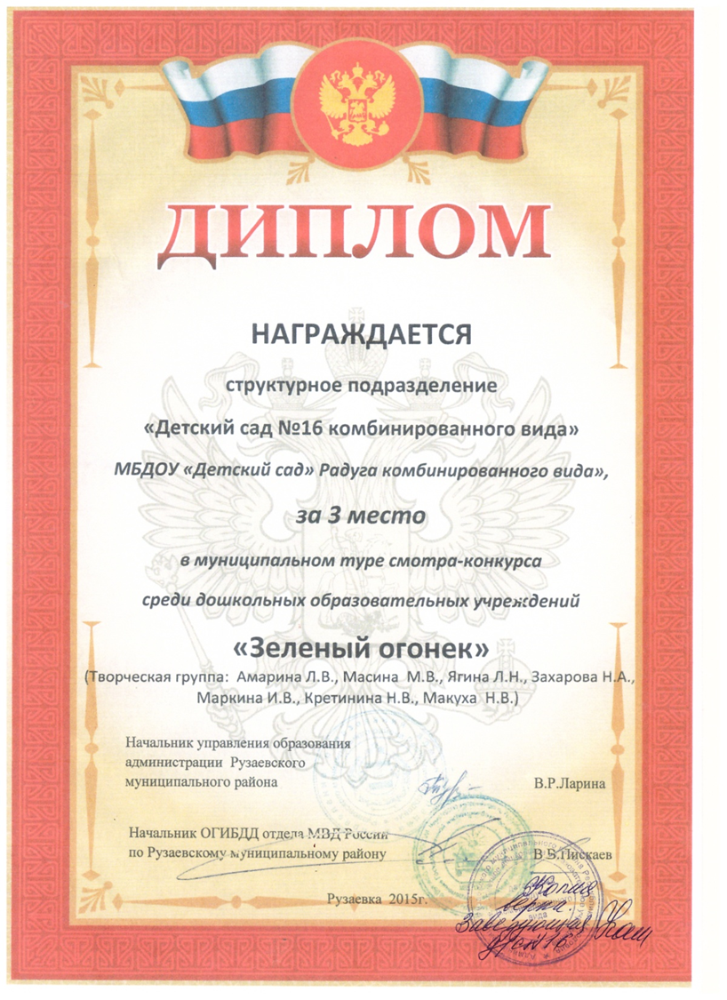 ДИПЛОМ
НАГРАЖДАЕТСЯ
структурное подразделение
«Детский сад №16 комбинированного вида»
МБДОУ «Детский сад» Радуга комбинированного вида»,
за 3 место
в муниципальном туре смотра-конкурса
среди дошкольных образовательных учреждений
«Зеленый огонек»
(Творческая группа: Амарина Л.В., Масина М.В., Ягина Л.Н., Захарова Н.А.,
Маркина И.В., Кретинина Н.В., Макуха Н.В.)
Начальник управления образования
администрации Рузаевского
муниципального района В.Р.Ларина
Начальник ОГИБДД отдела МВД России
по Рузаевскому муниципальному району В.В.Пискаев
Рузаевка 2015г.
Копия
верна.
Заведующая